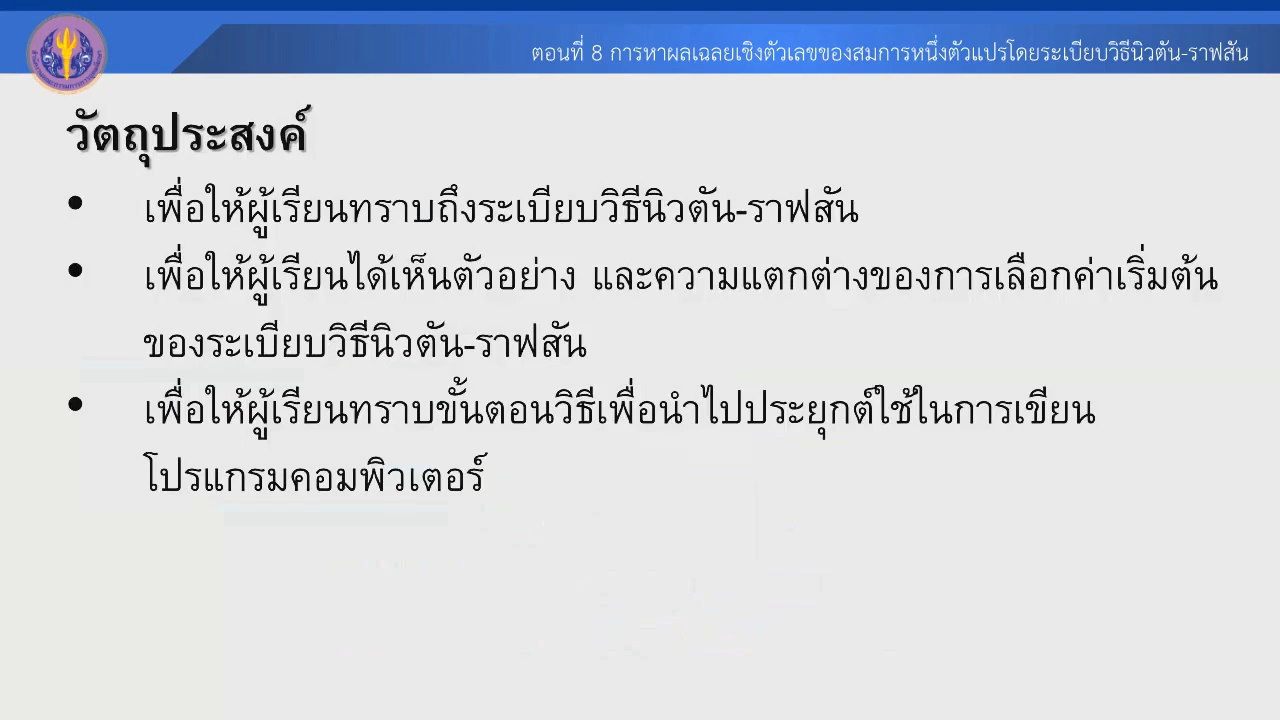 ตอนที่ 8 การหาผลเฉลยเชิงตัวเลขของสมการหนึ่งตัวแปรโดยระเบียบวิธีนิวตัน-ราฟสัน
วัตถุประสงค์
• เพื่อให้ผู้เรียนทราบถึงระเบียบวิธีนิวตัน-ราฟสัน
• เพื่อให้ผู้เรียนได้เห็นตัวอย่าง และความแตกต่างของการเลือกค่าเริ่มต้น
ของระเบียบวิธีนิวตัน-ราฟสัน
• เพื่อให้ผู้เรียนทราบขั้นตอนวิธีเพื่อนำไปประยุกต์ใช้ในการเขียน
โปรแกรมคอมพิวเตอร์